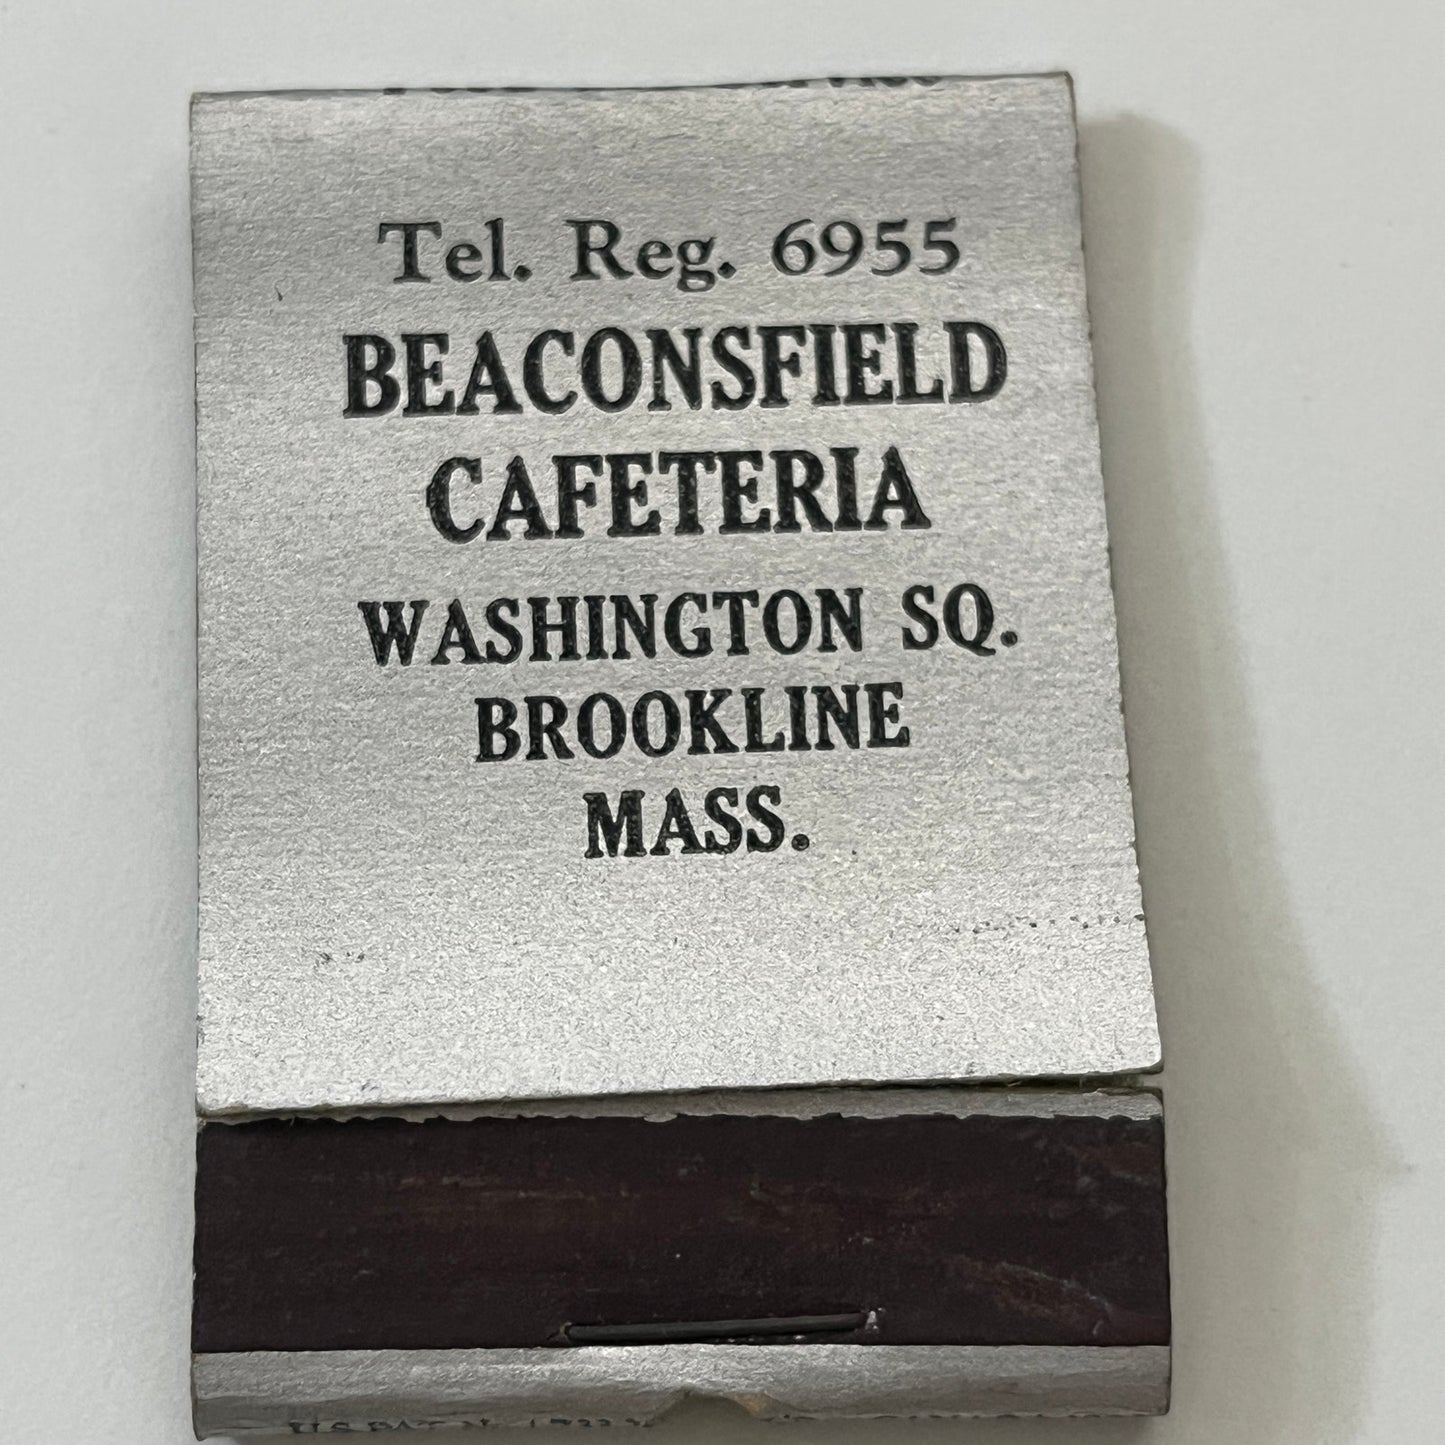 Tel. Reg. 6955
BEACONSFIELD
CAFETERIA
WASHINGTON SQ.
BROOKLINE
MASS.